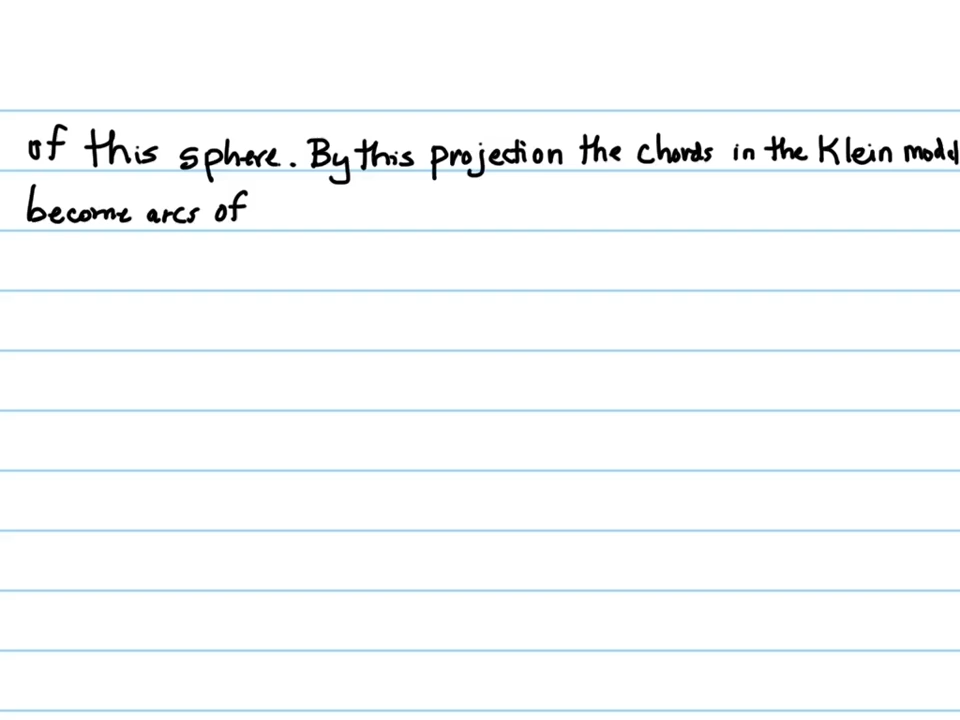 of this sphere. By this projection the chords in the Klein model
become arcs of